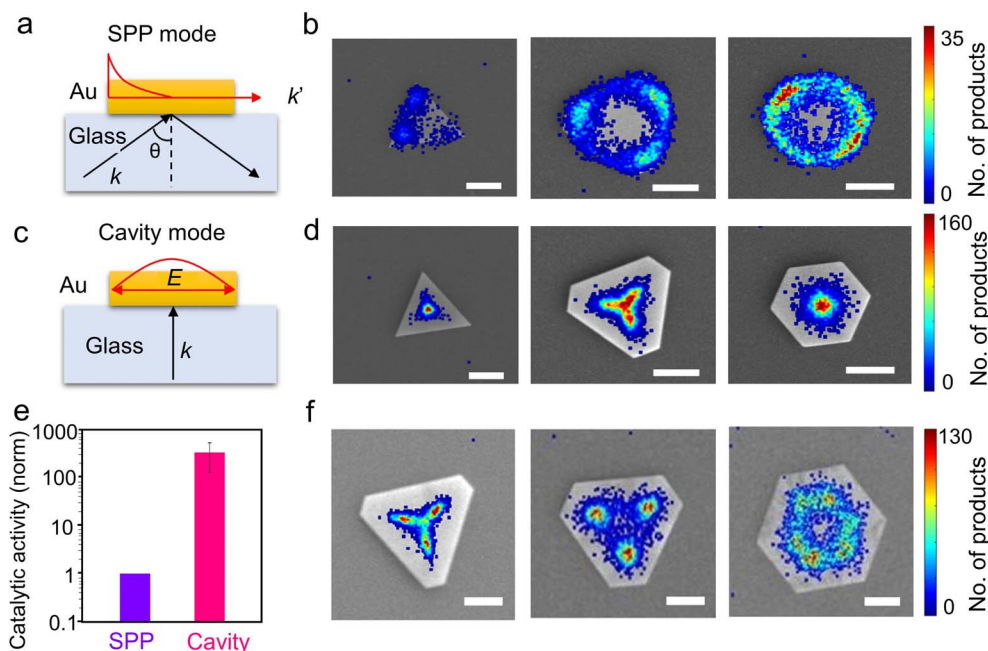 a
SPP mode
Au
k'
Glass
θ
k
b
35
0
No. of products
c
Cavity mode
Au
E
Glass
k
d
160
0
No. of products
e
Catalytic activity (norm)
1000
100
10
1
0.1
SPP
Cavity
f
130
0
No. of products